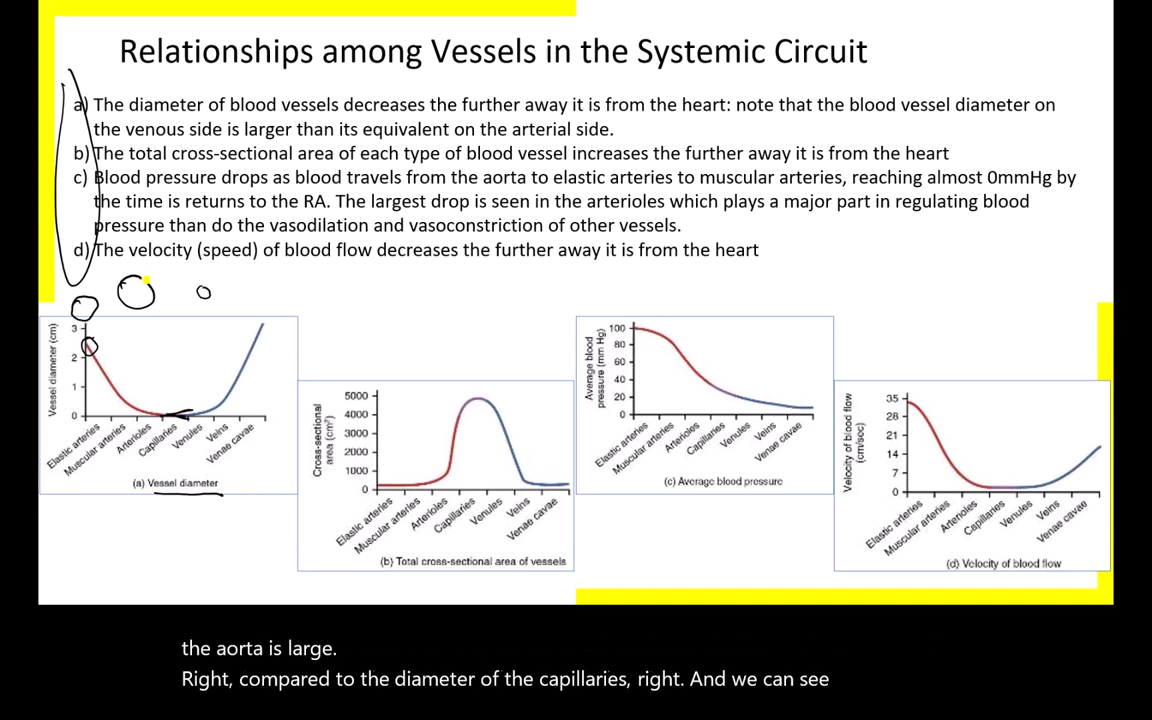 Relationships among Vessels in the Systemic Circuit
a) The diameter of blood vessels decreases the further away it is from the heart: note that the blood vessel diameter on
the venous side is larger than its equivalent on the arterial side.
b) The total cross-sectional area of each type of blood vessel increases the further away it is from the heart
c) Blood pressure drops as blood travels from the aorta to elastic arteries to muscular arteries, reaching almost 0mmHg by
the time is returns to the RA. The largest drop is seen in the arterioles which plays a major part in regulating blood
pressure than do the vasodilation and vasoconstriction of other vessels.
d) The velocity (speed) of blood flow decreases the further away it is from the heart
Vessel diameter (cm)
3
2
1
0
Elastic arteries
Muscular arteries
Arterioles
Capillaries
Venules
Veins
Venae cavae
(a) Vessel diameter
Cross-sectional
area (cm²)
5000
4000
3000
2000
1000
0
Elastic arteries
Muscular arteries
Arterioles
Capillaries
Venules
Veins
Venae cavae
(b) Total cross-sectional area of vessels
Average blood
pressure (mm Hg)
100
80
60
40
20
0
Elastic arteries
Muscular arteries
Arterioles
Capillaries
Venules
Veins
Venae cavae
(c) Average blood pressure
Velocity of blood flow
(cm/sec)
35
28
21
14
7
0
Elastic arteries
Muscular arteries
Arterioles
Capillaries
Venules
Veins
Venae cavae
(d) Velocity of blood flow
the aorta is large.
Right, compared to the diameter of the capillaries, right. And we can see